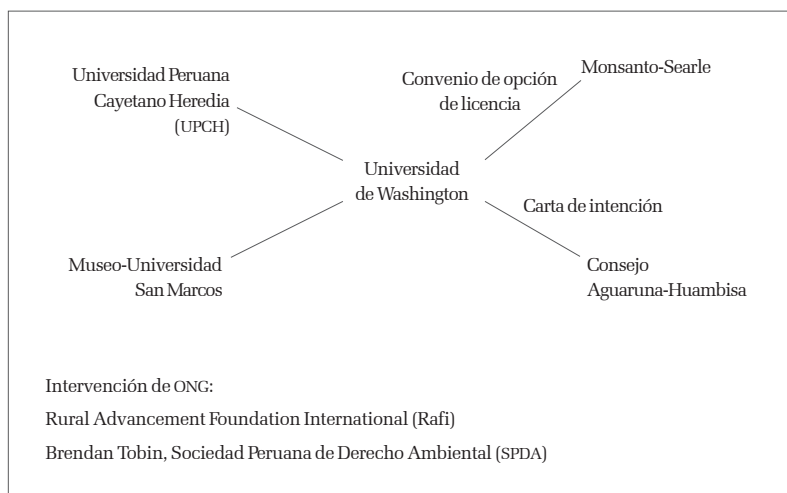 Universidad Peruana
Cayetano Heredia
(UPCH)
Convenio de opción
de licencia
Monsanto-Searle
Universidad
de Washington
Carta de intención
Museo-Universidad
San Marcos
Consejo
Aguaruna-Huambisa
Intervención de ONG:
Rural Advancement Foundation International (Rafi)
Brendan Tobin, Sociedad Peruana de Derecho Ambiental (SPDA)